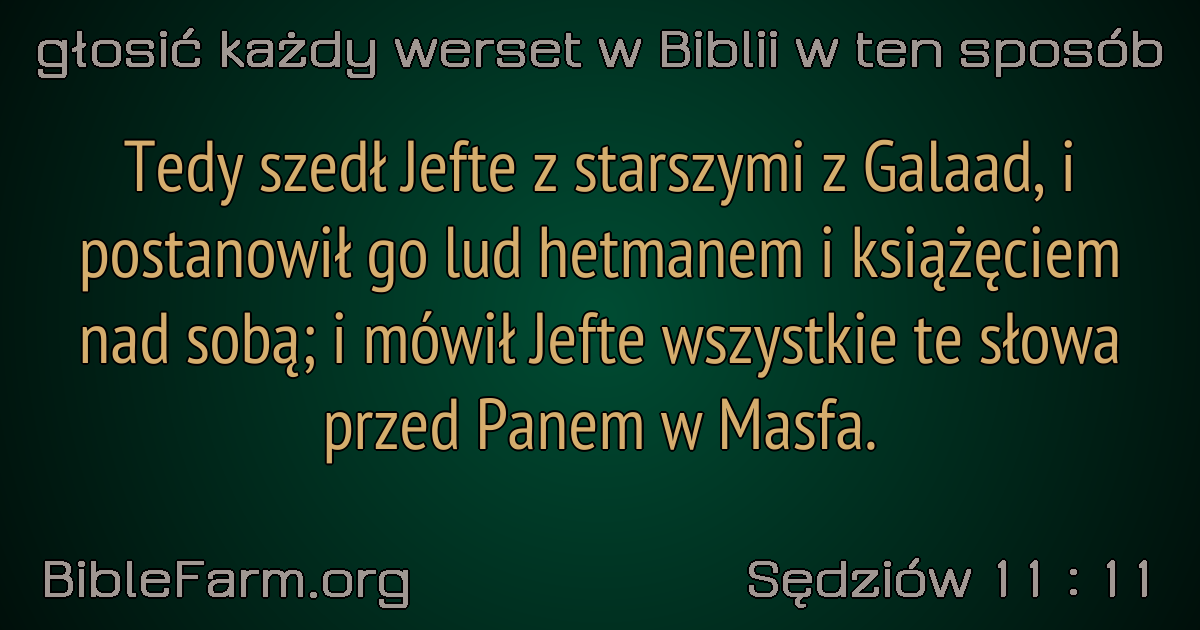 głosić każdy werset w Biblii w ten sposób
Tedy szedł Jefte z starszymi z Galaad, i
postanowił go lud hetmanem i książęciem
nad sobą; i mówił Jefte wszystkie te słowa
przed Panem w Masfa.
BibleFarm.org
Sędziów 11 : 11